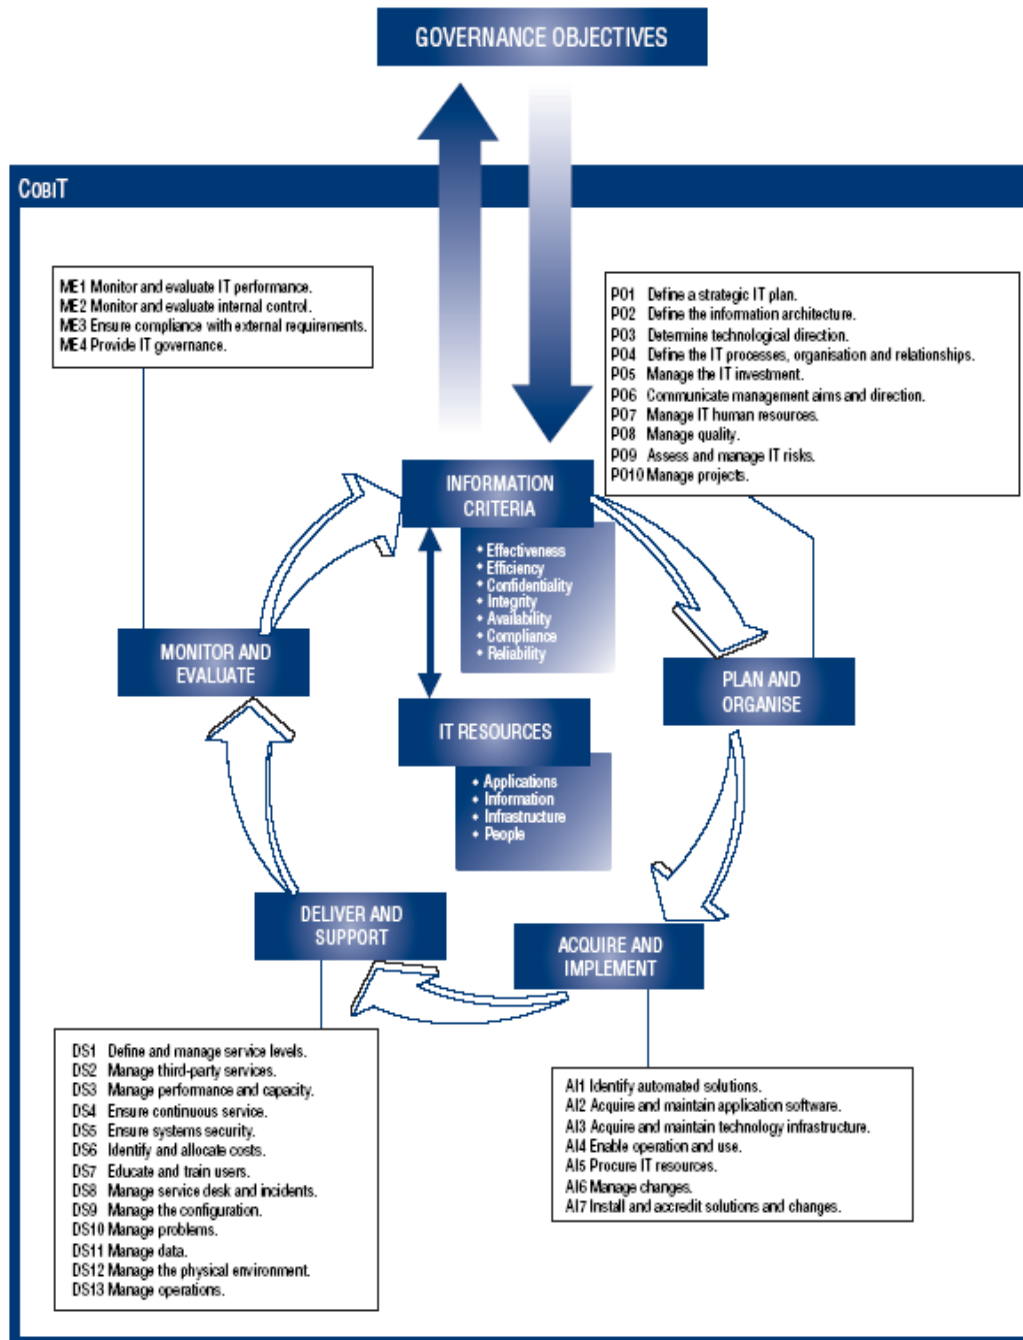 GOVERNANCE OBJECTIVES
COBIT
ME1 Monitor and evaluate IT performance.
ME2 Monitor and evaluate internal control.
ME3 Ensure compliance with external requirements.
ME4 Provide IT governance.
PO1 Define a strategic IT plan.
PO2 Define the information architecture.
PO3 Determine technological direction.
PO4 Define the IT processes, organisation and relationships.
PO5 Manage the IT investment.
PO6 Communicate management aims and direction.
PO7 Manage IT human resources.
PO8 Manage quality.
PO9 Assess and manage IT risks.
PO10 Manage projects.
INFORMATION
CRITERIA
• Effectiveness
• Efficiency
• Confidentiality
• Integrity
• Availability
• Compliance
• Reliability
MONITOR AND
EVALUATE
PLAN AND
ORGANISE
IT RESOURCES
• Applications
• Information
• Infrastructure
• People
DELIVER AND
SUPPORT
ACQUIRE AND
IMPLEMENT
DS1 Define and manage service levels.
DS2 Manage third-party services.
DS3 Manage performance and capacity.
DS4 Ensure continuous service.
DS5 Ensure systems security.
DS6 Identify and allocate costs.
DS7 Educate and train users.
DS8 Manage service desk and incidents.
DS9 Manage the configuration.
DS10 Manage problems.
DS11 Manage data.
DS12 Manage the physical environment.
DS13 Manage operations.
AI1 Identify automated solutions.
AI2 Acquire and maintain application software.
AI3 Acquire and maintain technology infrastructure.
AI4 Enable operation and use.
AI5 Procure IT resources.
AI6 Manage changes.
AI7 Install and accredit solutions and changes.